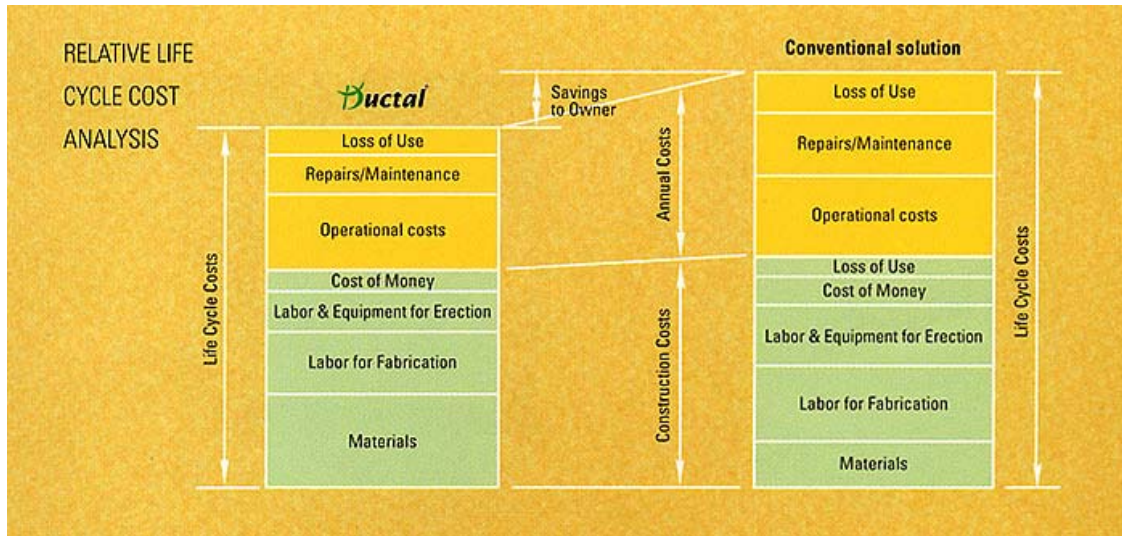 RELATIVE LIFE
CYCLE COST
ANALYSIS
Ductal
Loss of Use
Repairs/Maintenance
Operational costs
Cost of Money
Labor & Equipment for Erection
Labor for Fabrication
Materials
Life Cycle Costs
Savings
to Owner
Annual Costs
Construction Costs
Conventional solution
Loss of Use
Repairs/Maintenance
Operational costs
Loss of Use
Cost of Money
Labor & Equipment for Erection
Labor for Fabrication
Materials
Life Cycle Costs